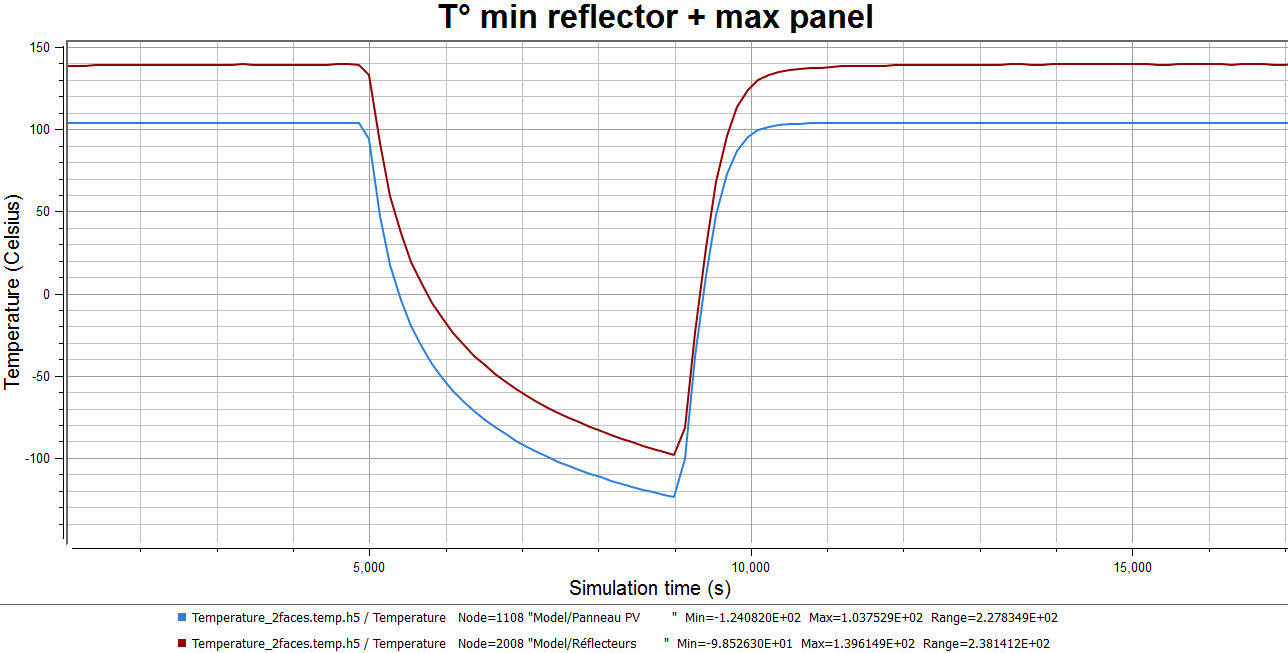 T° min reflector + max panel
Temperature (Celsius)
150
100
50
0
-50
-100
5,000 10,000 15,000
Simulation time (s)
Temperature_2faces.temp.h5 / Temperature Node=1108 "Model/Panneau PV " Min=-1.240820E+02 Max=1.037529E+02 Range=2.278349E+02
Temperature_2faces.temp.h5 / Temperature Node=2008 "Model/Réflecteurs " Min=-9.852630E+01 Max=1.396149E+02 Range=2.381412E+02